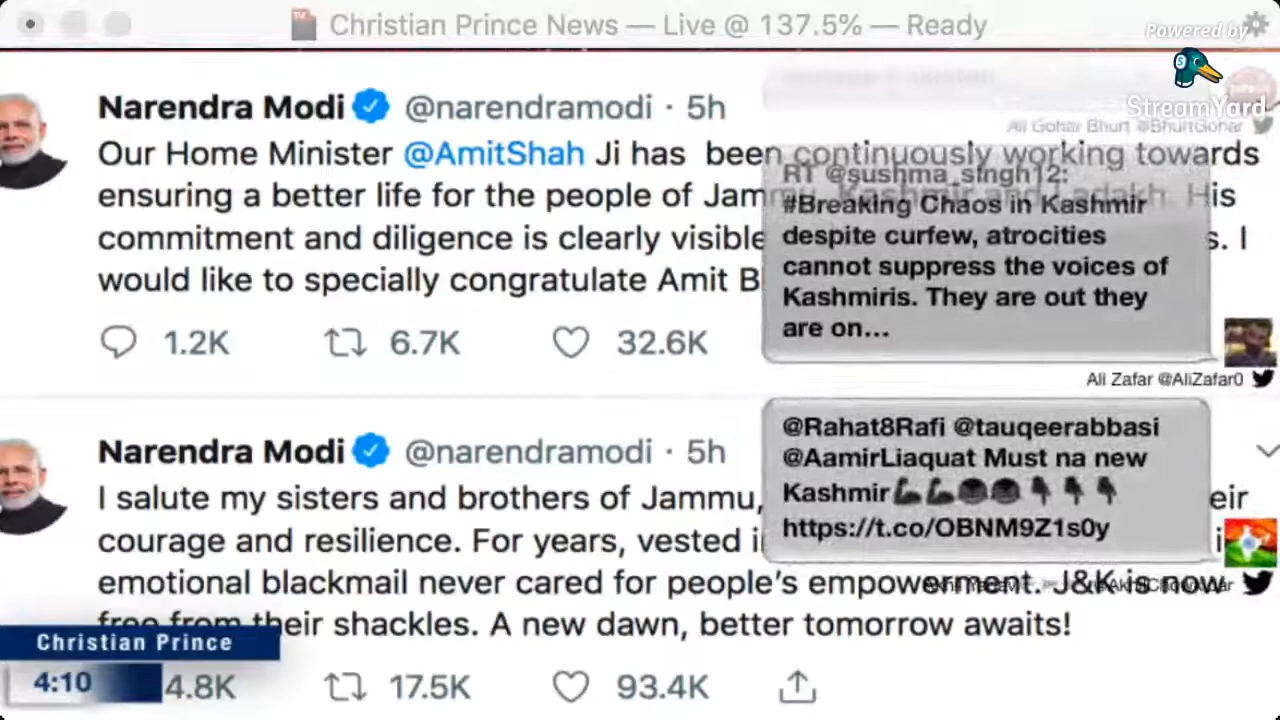 Christian Prince News — Live @ 137.5% — Ready
Powered by
StreamYard
Narendra Modi @narendramodi · 5h
Our Home Minister @AmitShah Ji has been continuously working towards
ensuring a better life for the people of Jammu, Kashmir and Ladakh. His
commitment and diligence is clearly visible
s. I
would like to specially congratulate Amit B
1.2K 6.7K 32.6K
Ali Gohar Bhurt @BhurtGohar
RT @sushma_singh12:
#Breaking Chaos in Kashmir
despite curfew, atrocities
cannot suppress the voices of
Kashmiris. They are out they
are on...
Ali Zafar @AliZafar0
Narendra Modi @narendramodi · 5h
I salute my sisters and brothers of Jammu,
eir
courage and resilience. For years, vested i
emotional blackmail never cared for people's empowerment. J&K is now
free from their shackles. A new dawn, better tomorrow awaits!
4.8K 17.5K 93.4K
@Rahat8Rafi @tauqeerabbasi
@AamirLiaquat Must na new
Kashmir💪💪
https://t.co/OBNM9Z1s0y
Christian Prince
4:10